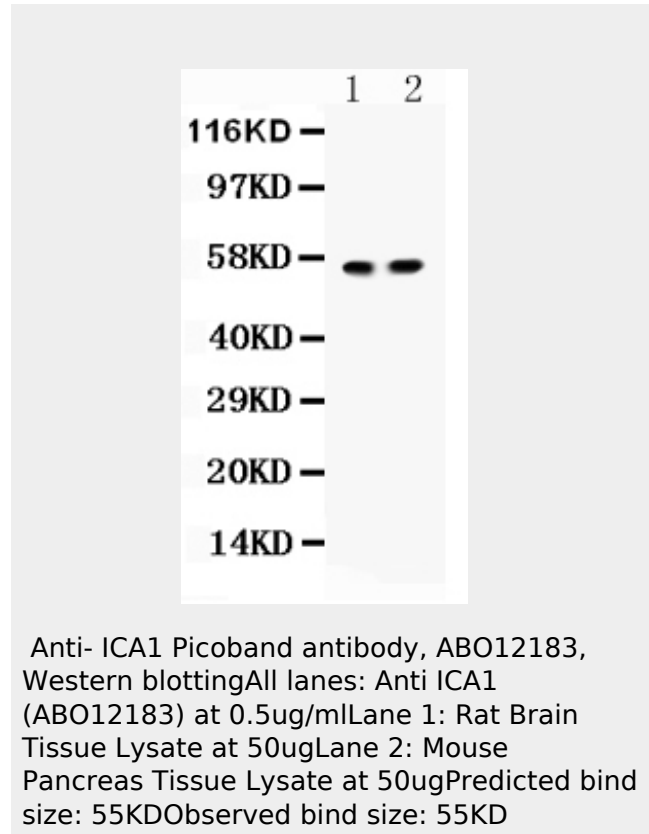 1 2
116KD
97KD
58KD
40KD
29KD
20KD
14KD
Anti- ICA1 Picoband antibody, ABO12183,
Western blottingAll lanes: Anti ICA1
(ABO12183) at 0.5ug/mlLane 1: Rat Brain
Tissue Lysate at 50ugLane 2: Mouse
Pancreas Tissue Lysate at 50ugPredicted bind
size: 55KDObserved bind size: 55KD